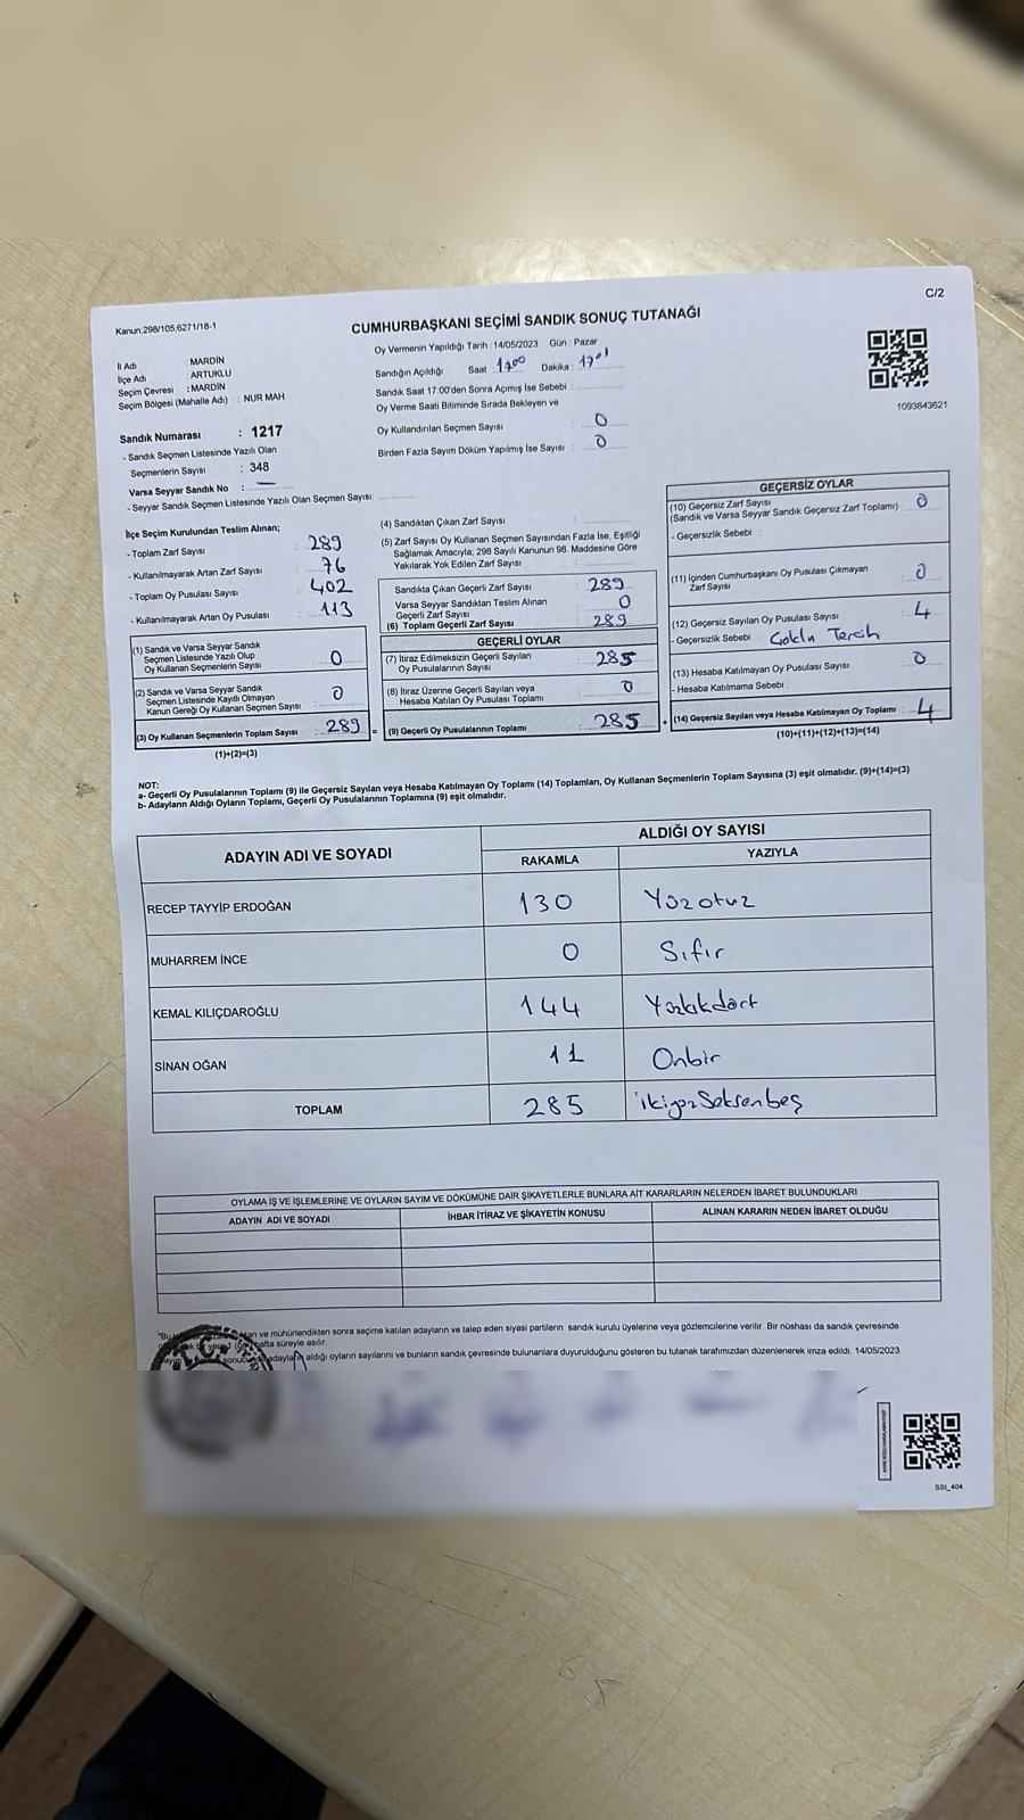 C/2
Kanun:298/105,6271/18-1
CUMHURBAŞKANI SEÇİMİ SANDIK SONUÇ TUTANAĞI
İl Adı : MARDİN
İlçe Adı : ARTUKLU
Seçim Çevresi : MARDİN
Seçim Bölgesi (Mahalle Adı) : NUR MAH
Oy Vermenin Yapıldığı Tarih :14/05/2023 Gün : Pazar
Sandığın Açıldığı Saat : 17:00 Dakika : 17:01
Sandık Saat 17:00'den Sonra Açılmış İse Sebebi :
Oy Verme Saati Bitiminde Sırada Bekleyen ve
Oy Kullandırılan Seçmen Sayısı 0
Birden Fazla Sayım Döküm Yapılmış İse Sayısı 0
1093843621
Sandık Numarası : 1217
- Sandık Seçmen Listesinde Yazılı Olan
Seçmenlerin Sayısı : 348
Varsa Seyyar Sandık No : —
- Seyyar Sandık Seçmen Listesinde Yazılı Olan Seçmen Sayısı:
İlçe Seçim Kurulundan Teslim Alınan;
- Toplam Zarf Sayısı 289
- Kullanılmayarak Artan Zarf Sayısı 76
- Toplam Oy Pusulası Sayısı 402
- Kullanılmayarak Artan Oy Pusulası 113
(1) Sandık ve Varsa Seyyar Sandık
Seçmen Listesinde Yazılı Olup
Oy Kullanan Seçmenlerin Sayısı 0
(2) Sandık ve Varsa Seyyar Sandık
Seçmen Listesinde Kayıtlı Olmayan
Kanun Gereği Oy Kullanan Seçmen Sayısı 0
(3) Oy Kullanan Seçmenlerin Toplam Sayısı 289 =
(1)+(2)=(3)
(4) Sandıktan Çıkan Zarf Sayısı
(5) Zarf Sayısı Oy Kullanan Seçmen Sayısından Fazla İse, Eşitliği
Sağlamak Amacıyla; 298 Sayılı Kanunun 98. Maddesine Göre
Yakılarak Yok Edilen Zarf Sayısı
Sandıkta Çıkan Geçerli Zarf Sayısı 289
Varsa Seyyar Sandıktan Teslim Alınan
Geçerli Zarf Sayısı 0
(6) Toplam Geçerli Zarf Sayısı 289
GEÇERLİ OYLAR
(7) İtiraz Edilmeksizin Geçerli Sayılan
Oy Pusulalarının Sayısı 285
(8) İtiraz Üzerine Geçerli Sayılan veya
Hesaba Katılan Oy Pusulası Toplamı 0
(9) Geçerli Oy Pusulalarının Toplamı 285 +
GEÇERSİZ OYLAR
(10) Geçersiz Zarf Sayısı
(Sandık ve Varsa Seyyar Sandık Geçersiz Zarf Toplamı) 0
- Geçersizlik Sebebi :
(11) İçinden Cumhurbaşkanı Oy Pusulası Çıkmayan
Zarf Sayısı 0
(12) Geçersiz Sayılan Oy Pusulası Sayısı 4
- Geçersizlik Sebebi : Çoklu Tercih
(13) Hesaba Katılmayan Oy Pusulası Sayısı 0
- Hesaba Katılmama Sebebi :
(14) Geçersiz Sayılan veya Hesaba Katılmayan Oy Toplamı 4
(10)+(11)+(12)+(13)=(14)
NOT:
a- Geçerli Oy Pusulalarının Toplamı (9) ile Geçersiz Sayılan veya Hesaba Katılmayan Oy Toplamı (14) Toplamları, Oy Kullanan Seçmenlerin Toplam Sayısına (3) eşit olmalıdır. (9)+(14)=(3)
b- Adayların Aldığı Oyların Toplamı, Geçerli Oy Pusulalarının Toplamına (9) eşit olmalıdır.
ADAYIN ADI VE SOYADI ALDIĞI OY SAYISI
RAKAMLA YAZIYLA
RECEP TAYYİP ERDOĞAN 130 Yüzotuz
MUHARREM İNCE 0 Sıfır
KEMAL KILIÇDAROĞLU 144 Yüzkırkdört
SİNAN OĞAN 11 Onbir
TOPLAM 285 ikiyüzSeksenbeş
OYLAMA İŞ VE İŞLEMLERİNE VE OYLARIN SAYIM VE DÖKÜMÜNE DAİR ŞİKAYETLERLE BUNLARA AİT KARARLARIN NELERDEN İBARET BULUNDUKLARI
ADAYIN ADI VE SOYADI İHBAR İTİRAZ VE ŞİKAYETİN KONUSU ALINAN KARARIN NEDEN İBARET OLDUĞU
ve mühürlendikten sonra seçime katılan adayların ve talep eden siyasi partilerin sandık kurulu üyelerine veya gözlemcilerine verilir. Bir nüshası da sandık çevresinde
hafta süreyle asılır.
aldığı oyların sayılarını ve bunların sandık çevresinde bulunanlara duyurulduğunu gösteren bu tutanak tarafımızdan düzenlenerek imza edildi. 14/05/2023
T.C.
SSI_404